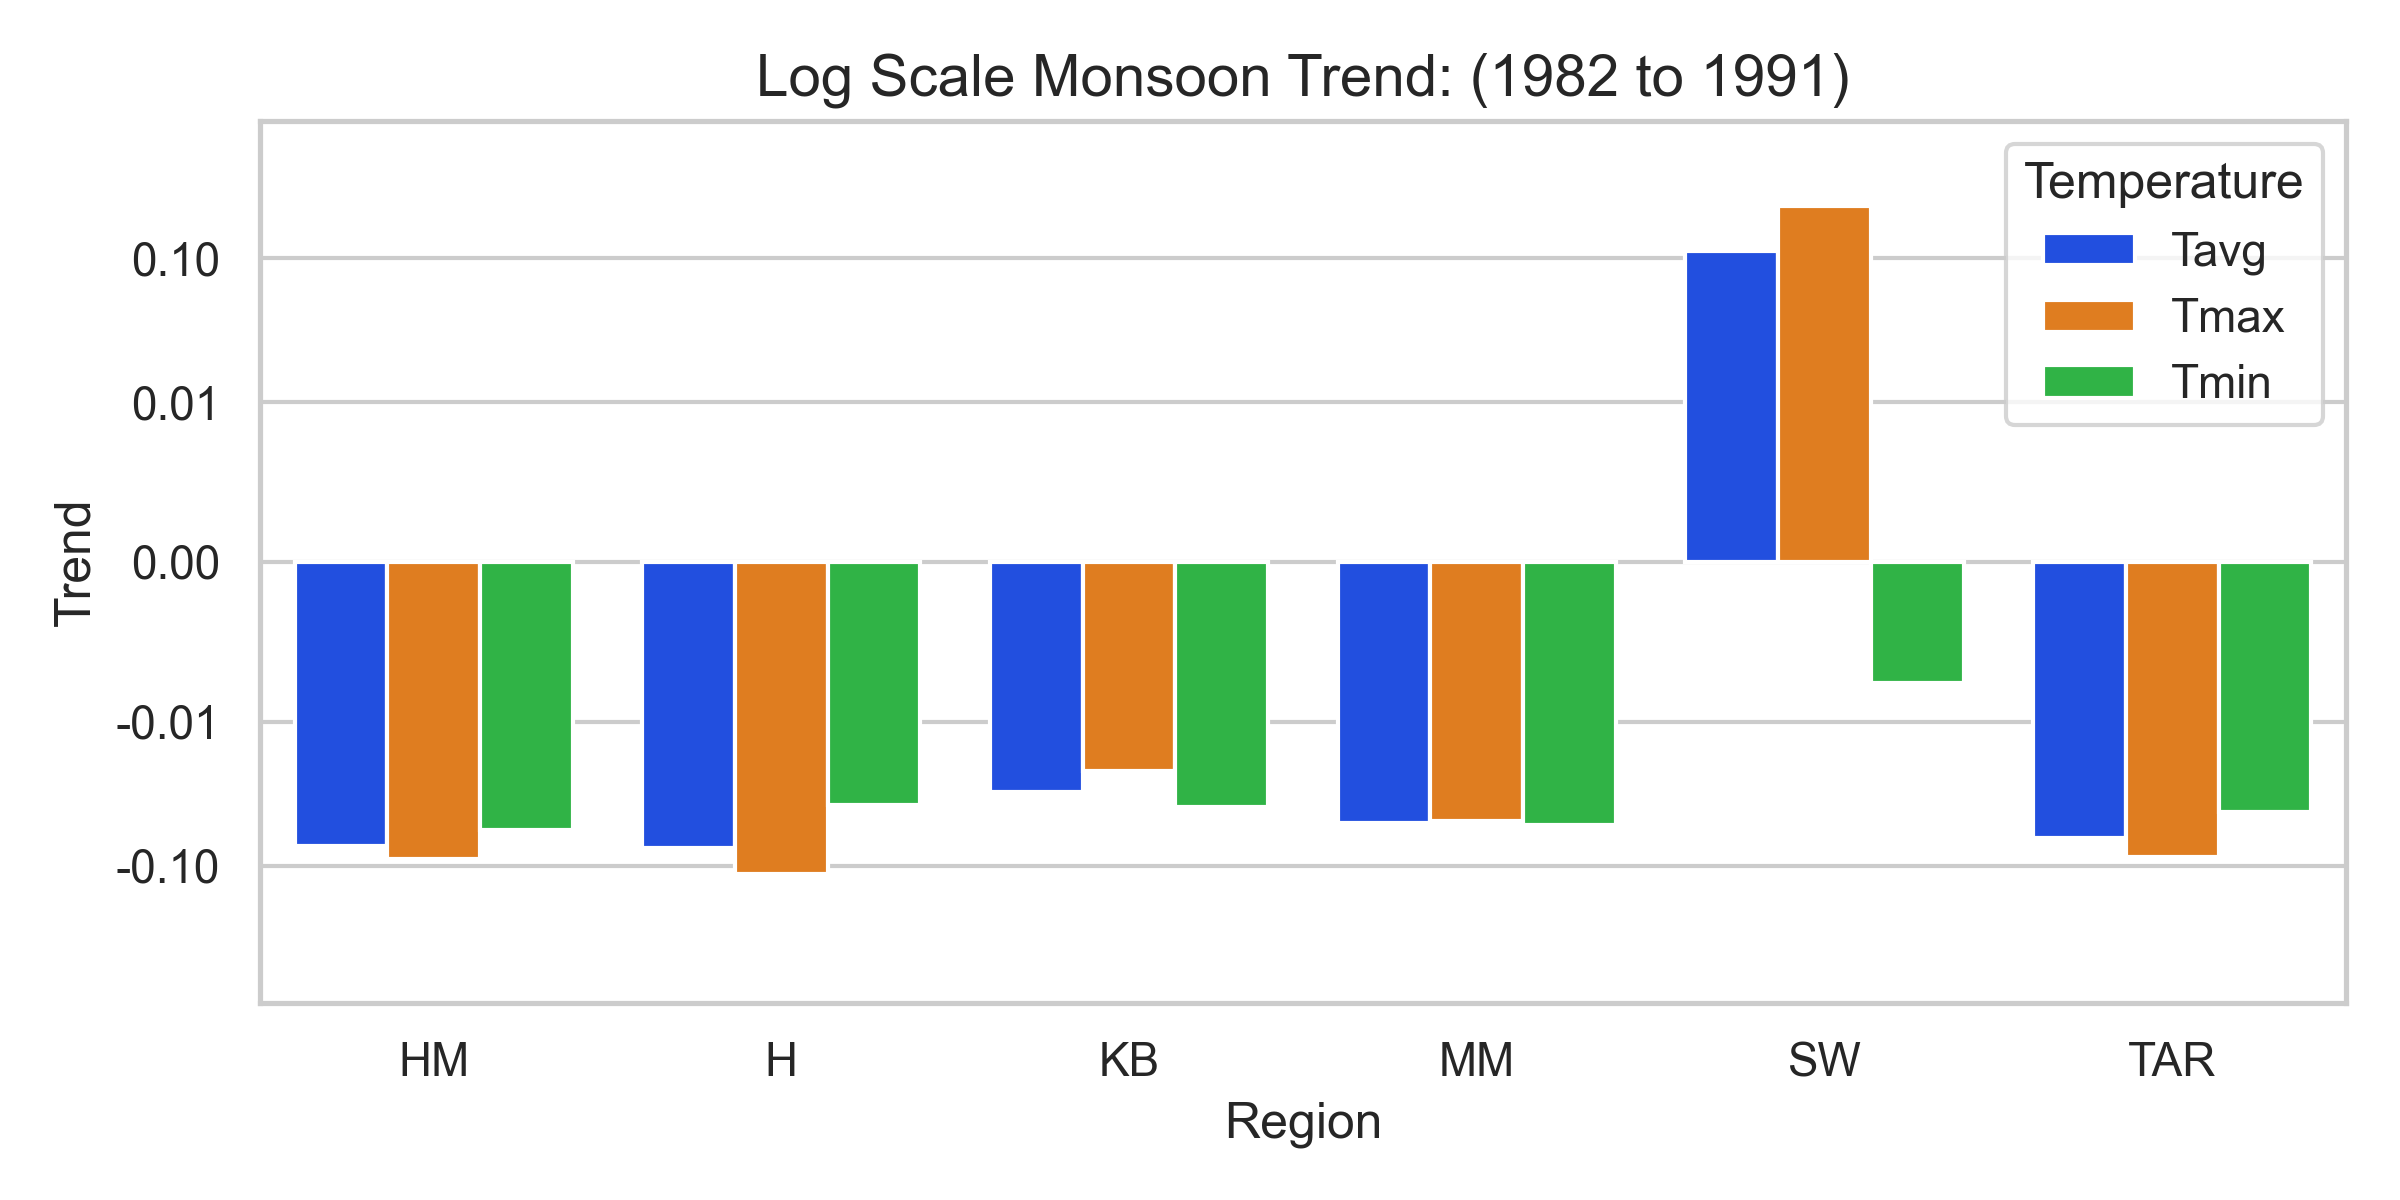 Log Scale Monsoon Trend: (1982 to 1991)
Temperature
Tavg
Tmax
Tmin
0.10
0.01
0.00
-0.01
-0.10
Trend
HM H KB MM SW TAR
Region